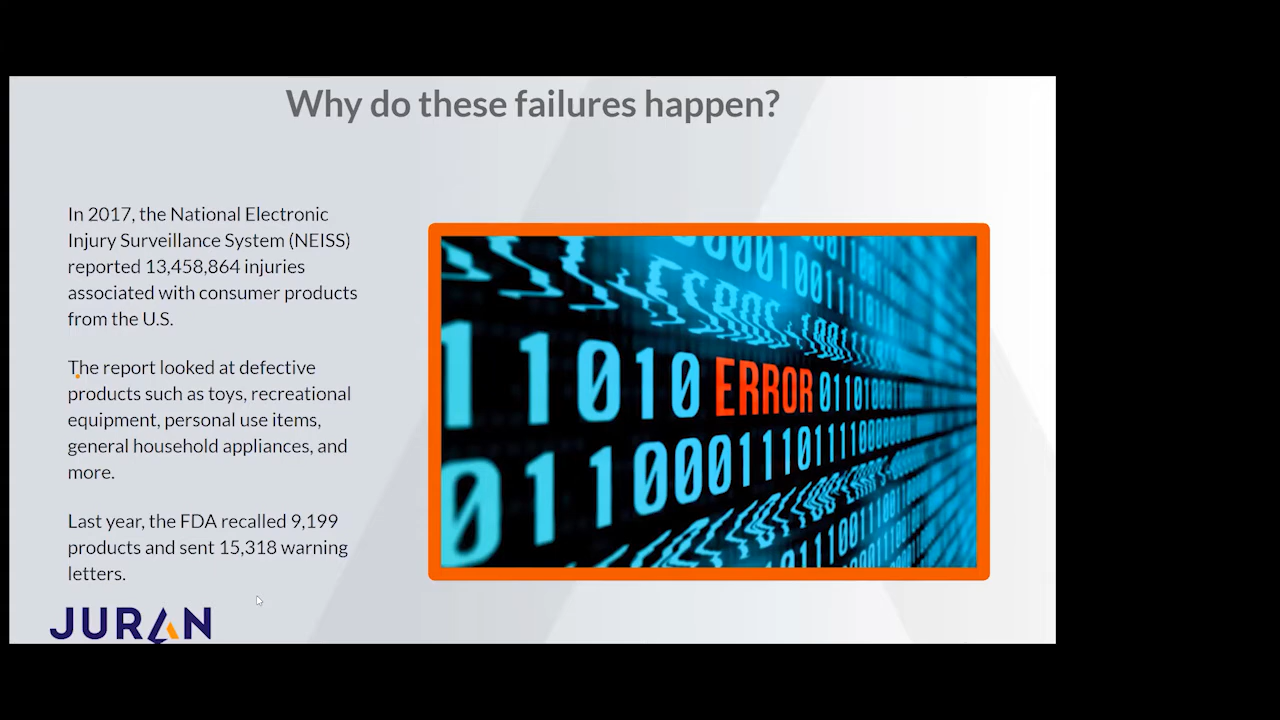 Why do these failures happen?
In 2017, the National Electronic
Injury Surveillance System (NEISS)
reported 13,458,864 injuries
associated with consumer products
from the U.S.
The report looked at defective
products such as toys, recreational
equipment, personal use items,
general household appliances, and
more.
Last year, the FDA recalled 9,199
products and sent 15,318 warning
letters.
11010 ERROR 01101000
JURAN